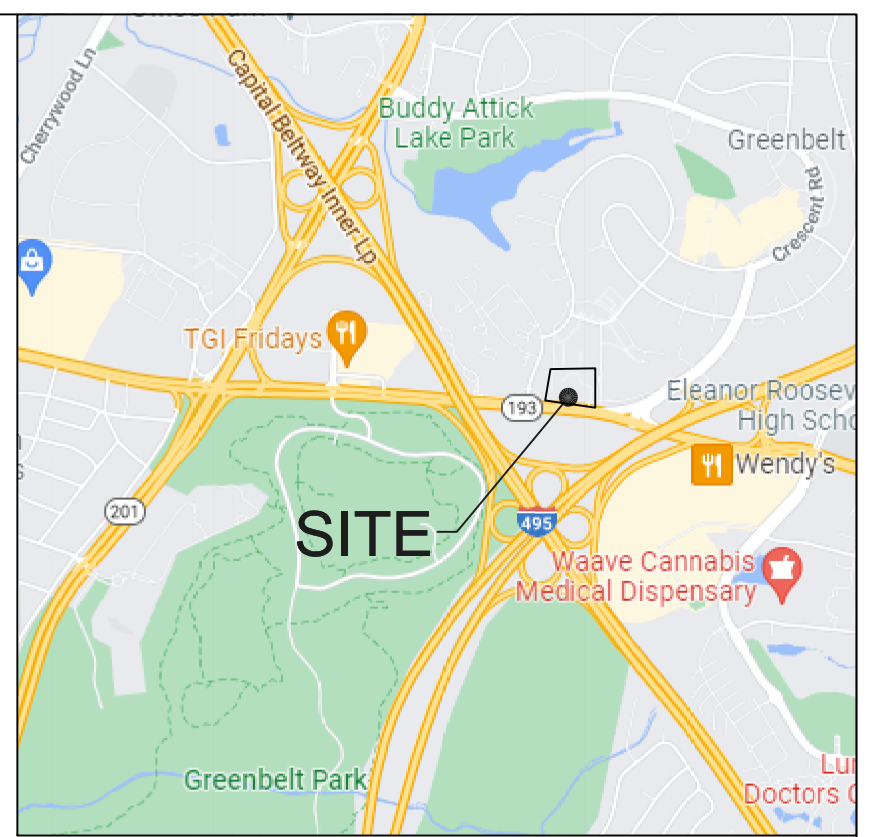 Cherrywood Ln
Capital Beltway Inner Lp
Buddy Attick
Lake Park
Greenbelt
Crescent Rd
TGI Fridays
193
Eleanor Roosev
High Scho
Wendy's
201
SITE
495
Waave Cannabis
Medical Dispensary
Greenbelt Park
Lur
Doctors